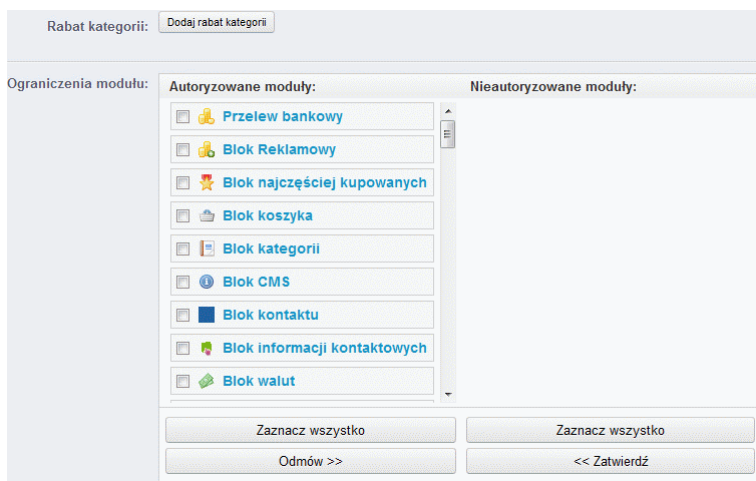 Rabat kategorii: Dodaj rabat kategorii
Ograniczenia modułu: Autoryzowane moduły: Nieautoryzowane moduły:
Przelew bankowy
Blok Reklamowy
Blok najczęściej kupowanych
Blok koszyka
Blok kategorii
Blok CMS
Blok kontaktu
Blok informacji kontaktowych
Blok walut
Zaznacz wszystko Zaznacz wszystko
Odmów >> << Zatwierdź